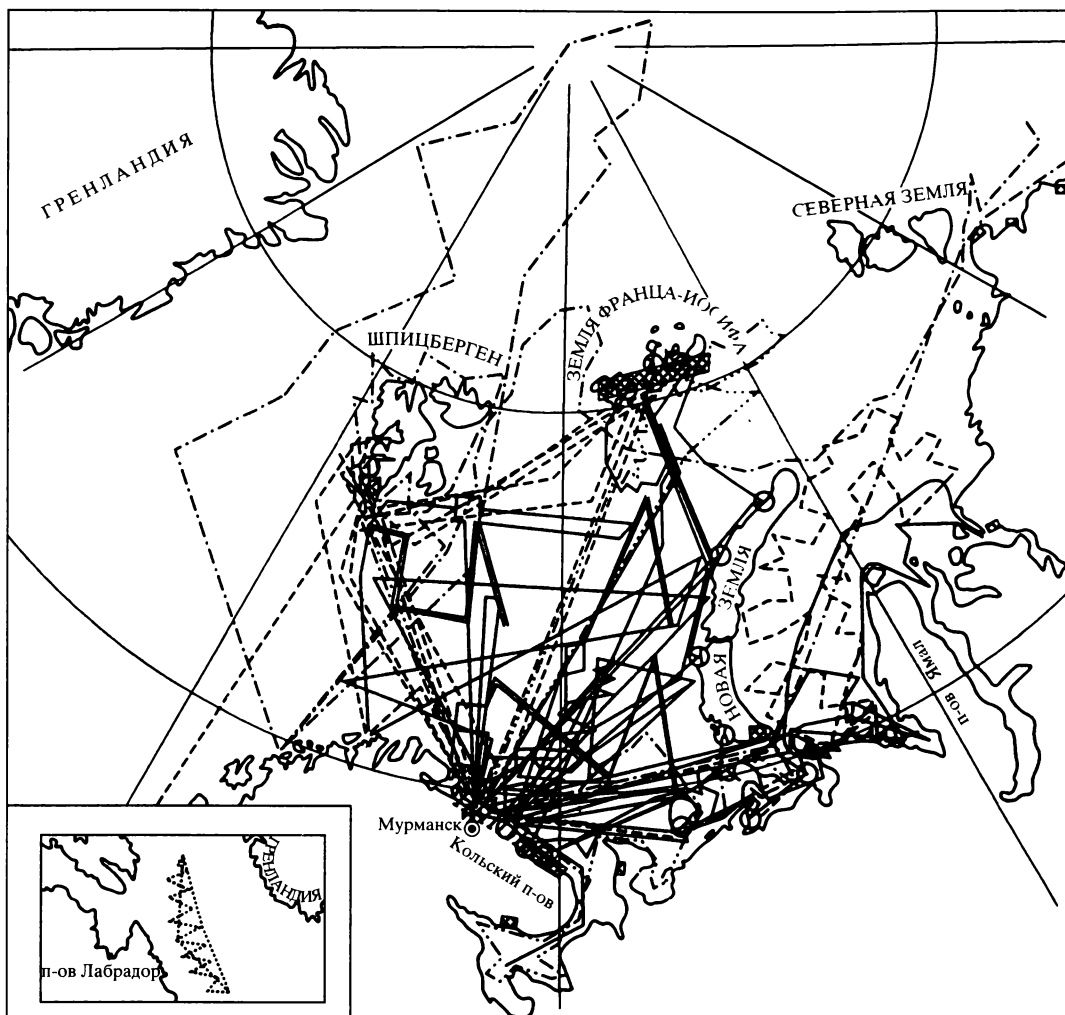 ГРЕНЛАНДИЯ
СЕВЕРНАЯ ЗЕМЛЯ
ЗЕМЛЯ ФРАНЦА-ИОСИФА
ШПИЦБЕРГЕН
НОВАЯ ЗЕМЛЯ
п-ов Ямал
Мурманск
Кольский п-ов
ГРЕНЛАНДИЯ
п-ов Лабрадор